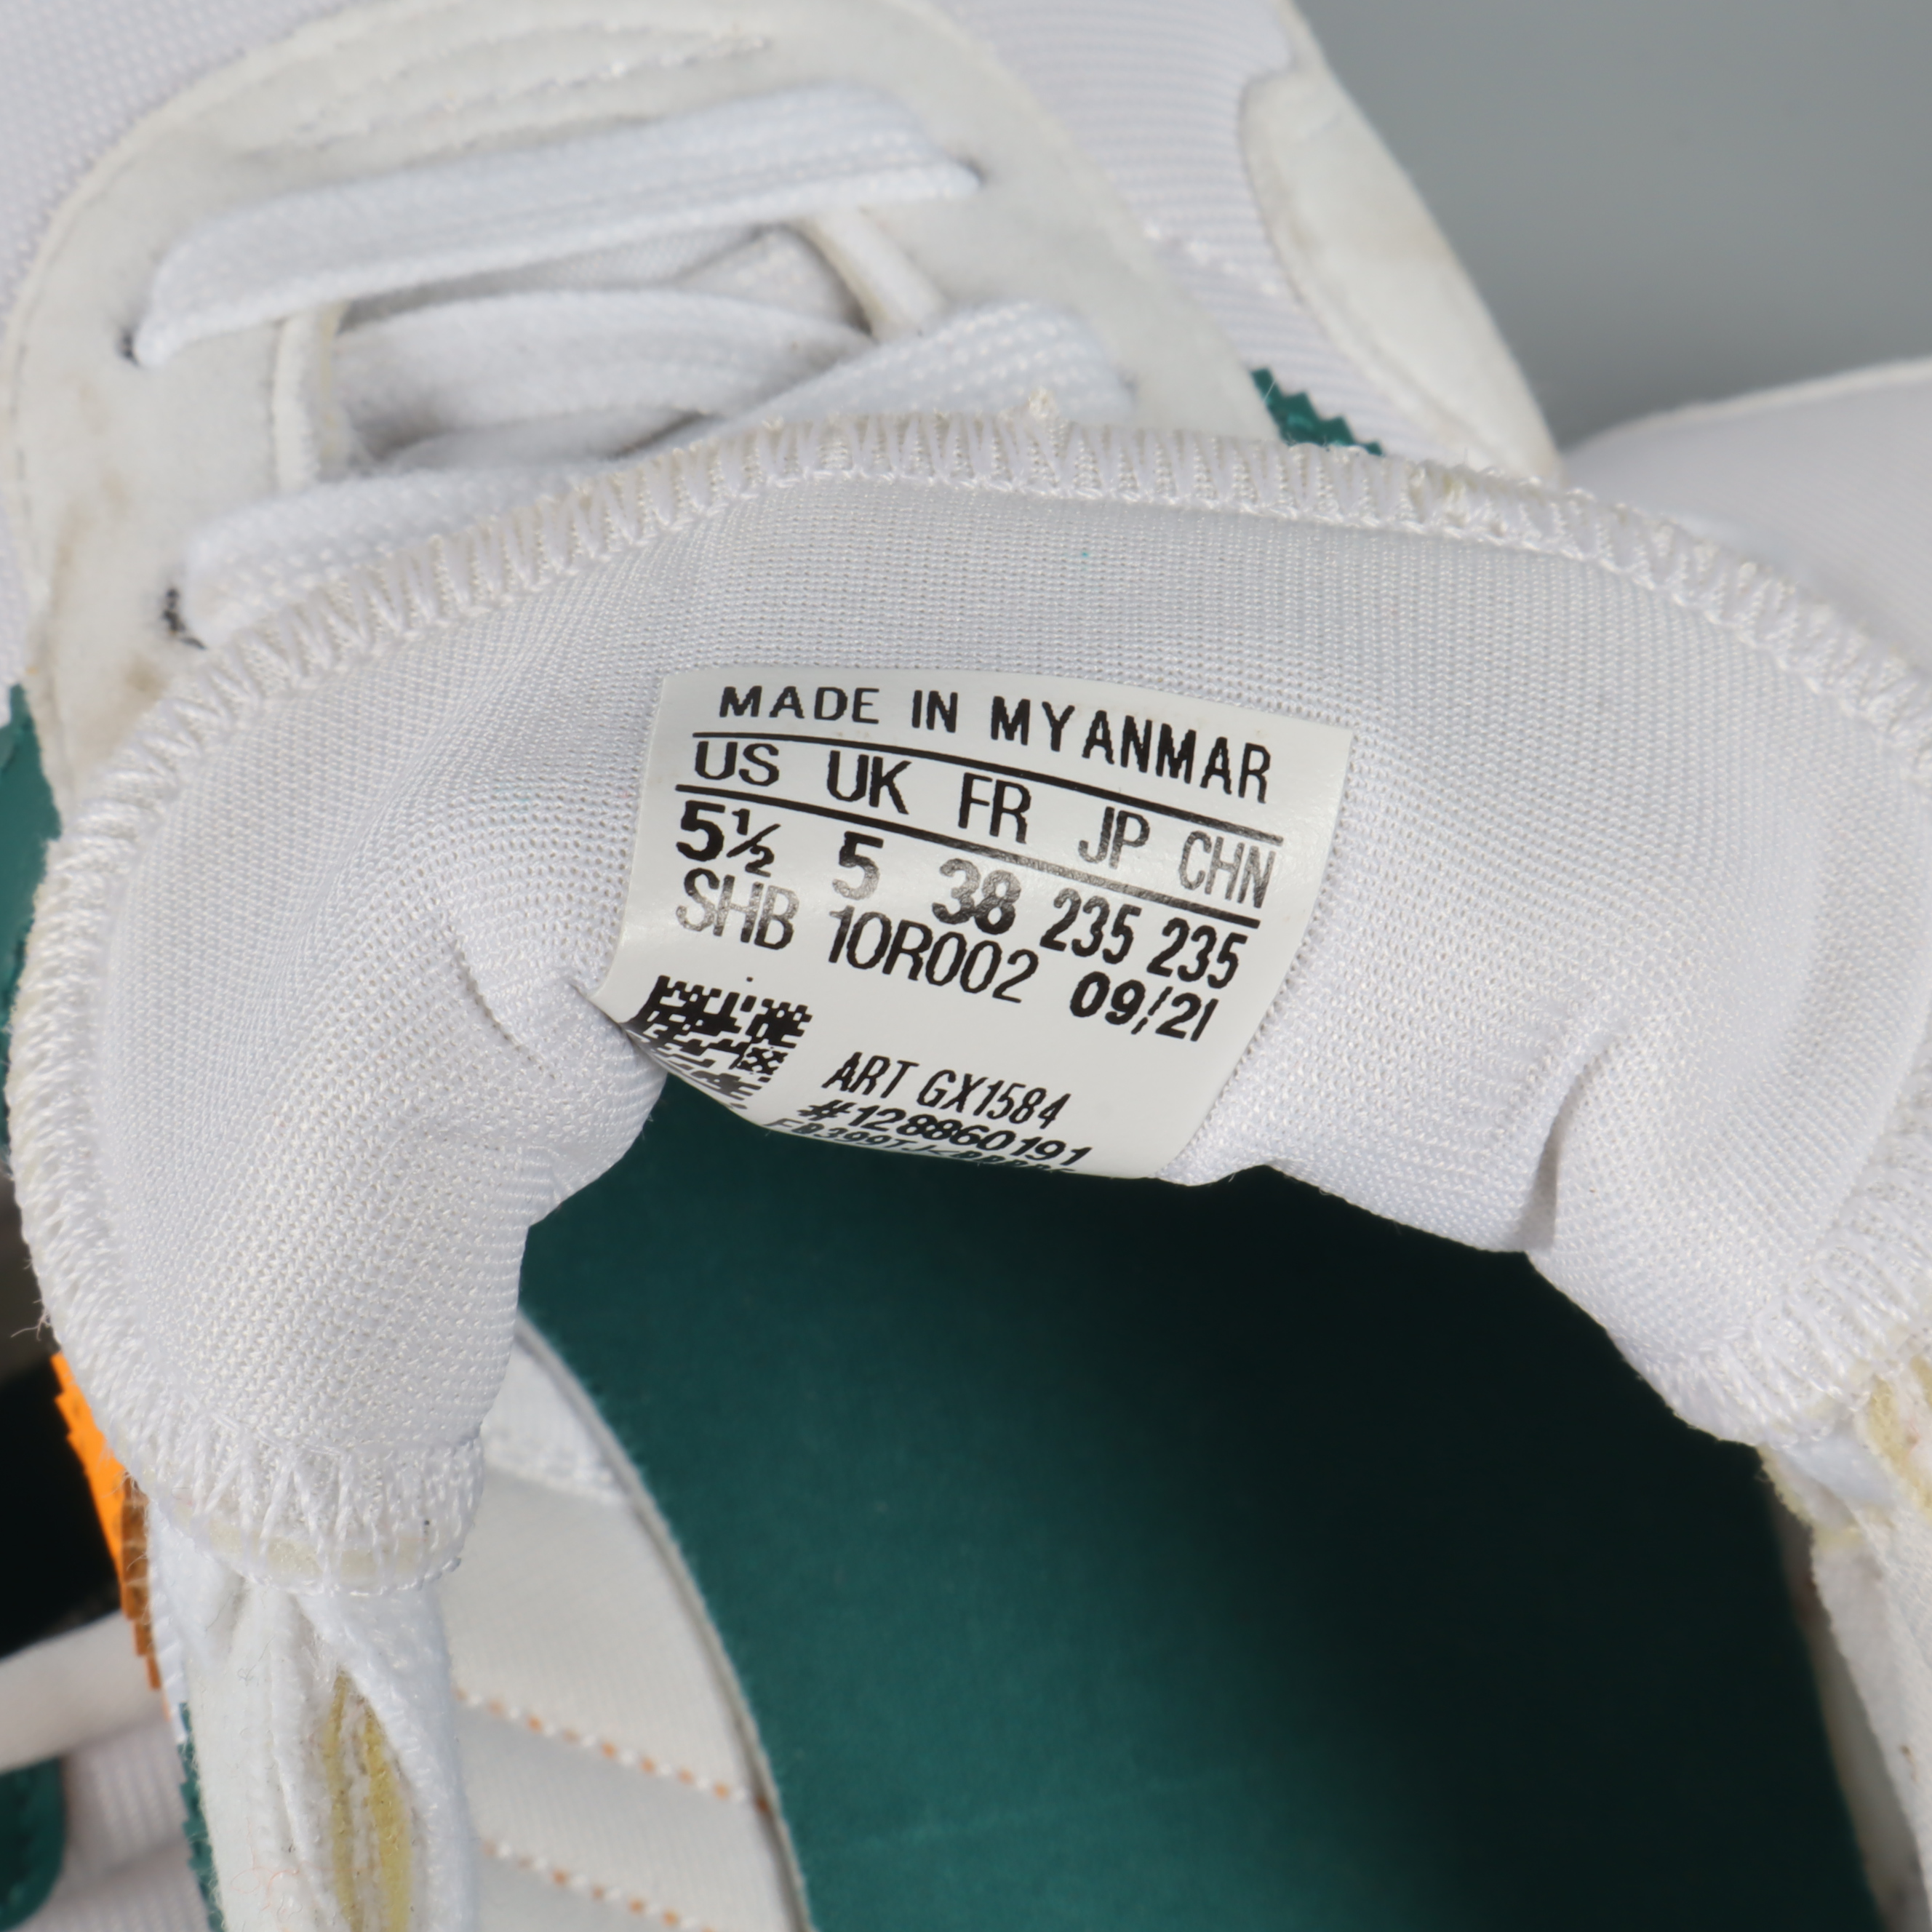 MADE IN MYANMAR
US UK FR JP CHN
5½ 5 38 235 235
SHB 10R002 09/21
ART GX1584
#128860191